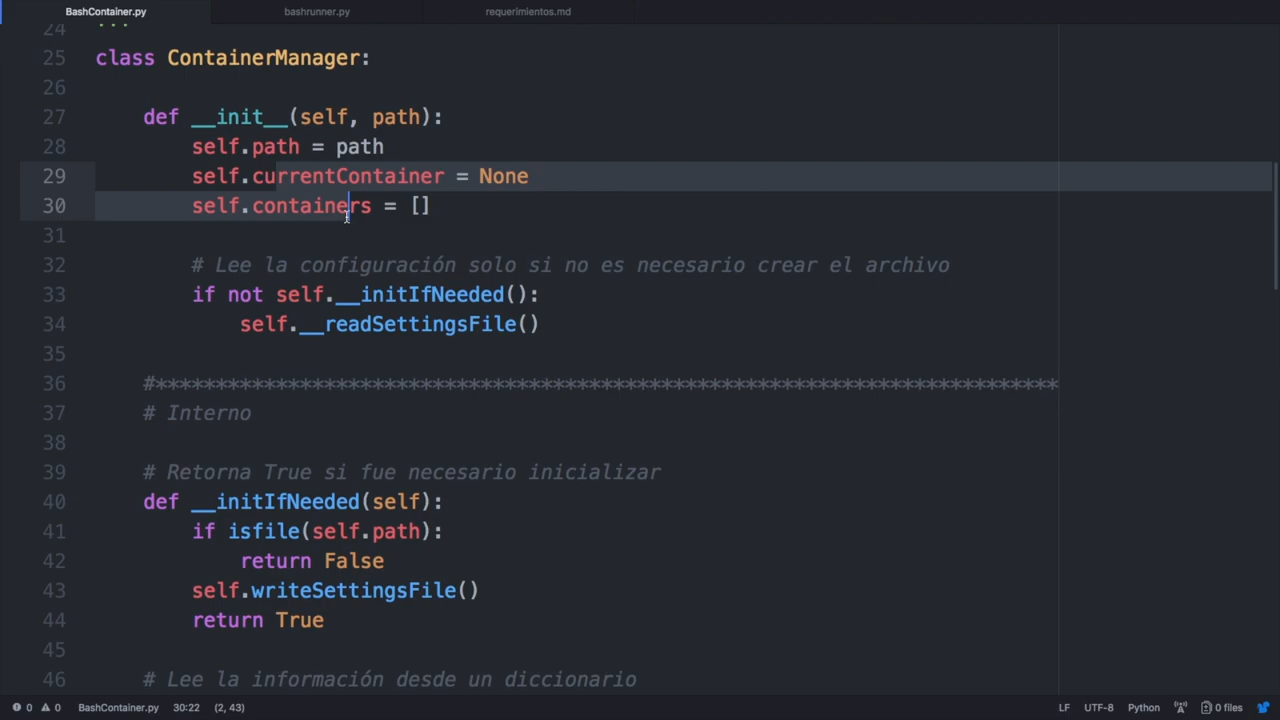 BashContainer.py bashrunner.py requerimientos.md
24 '''
25 class ContainerManager:
26
27 def __init__(self, path):
28 self.path = path
29 self.currentContainer = None
30 self.containers = []
31
32 # Lee la configuración solo si no es necesario crear el archivo
33 if not self.__initIfNeeded():
34 self.__readSettingsFile()
35
36 #***************************************************************************
37 # Interno
38
39 # Retorna True si fue necesario inicializar
40 def __initIfNeeded(self):
41 if isfile(self.path):
42 return False
43 self.writeSettingsFile()
44 return True
45
46 # Lee la información desde un diccionario
0 0 BashContainer.py 30:22 (2, 43) LF UTF-8 Python 0 files